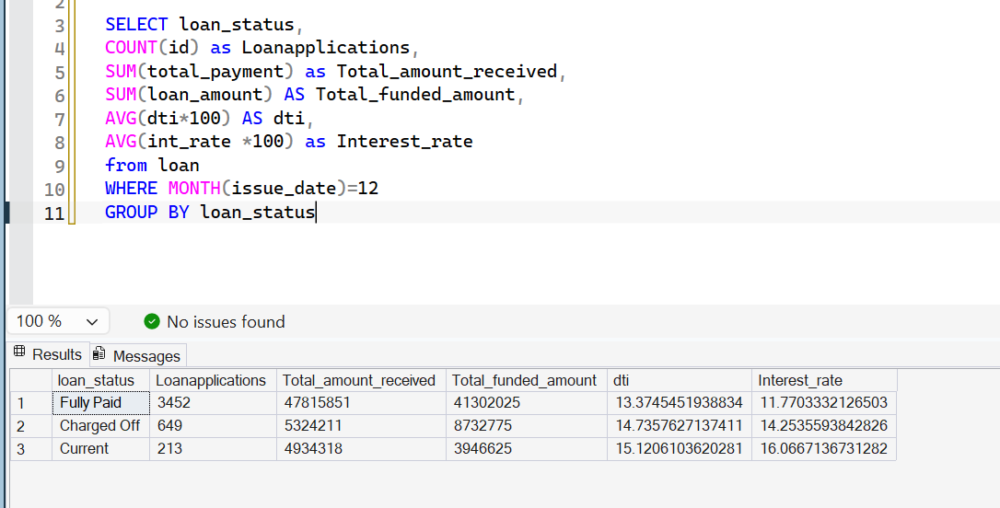 2
3 SELECT loan_status,
4 COUNT(id) as Loanapplications,
5 SUM(total_payment) as Total_amount_received,
6 SUM(loan_amount) AS Total_funded_amount,
7 AVG(dti*100) AS dti,
8 AVG(int_rate *100) as Interest_rate
9 from loan
10 WHERE MONTH(issue_date)=12
11 GROUP BY loan_status
100 % No issues found
Results Messages
loan_status Loanapplications Total_amount_received Total_funded_amount dti Interest_rate
1 Fully Paid 3452 47815851 41302025 13.3745451938834 11.7703332126503
2 Charged Off 649 5324211 8732775 14.7357627137411 14.2535593842826
3 Current 213 4934318 3946625 15.1206103620281 16.0667136731282